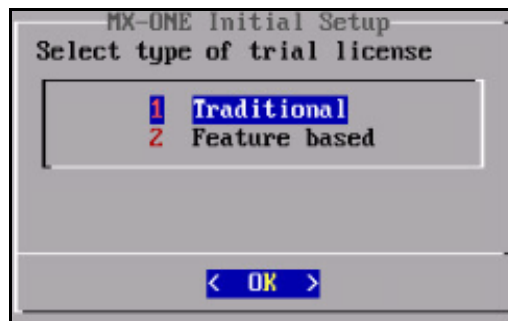 MX-ONE Initial Setup
Select type of trial license
1 Traditional
2 Feature based
< OK >